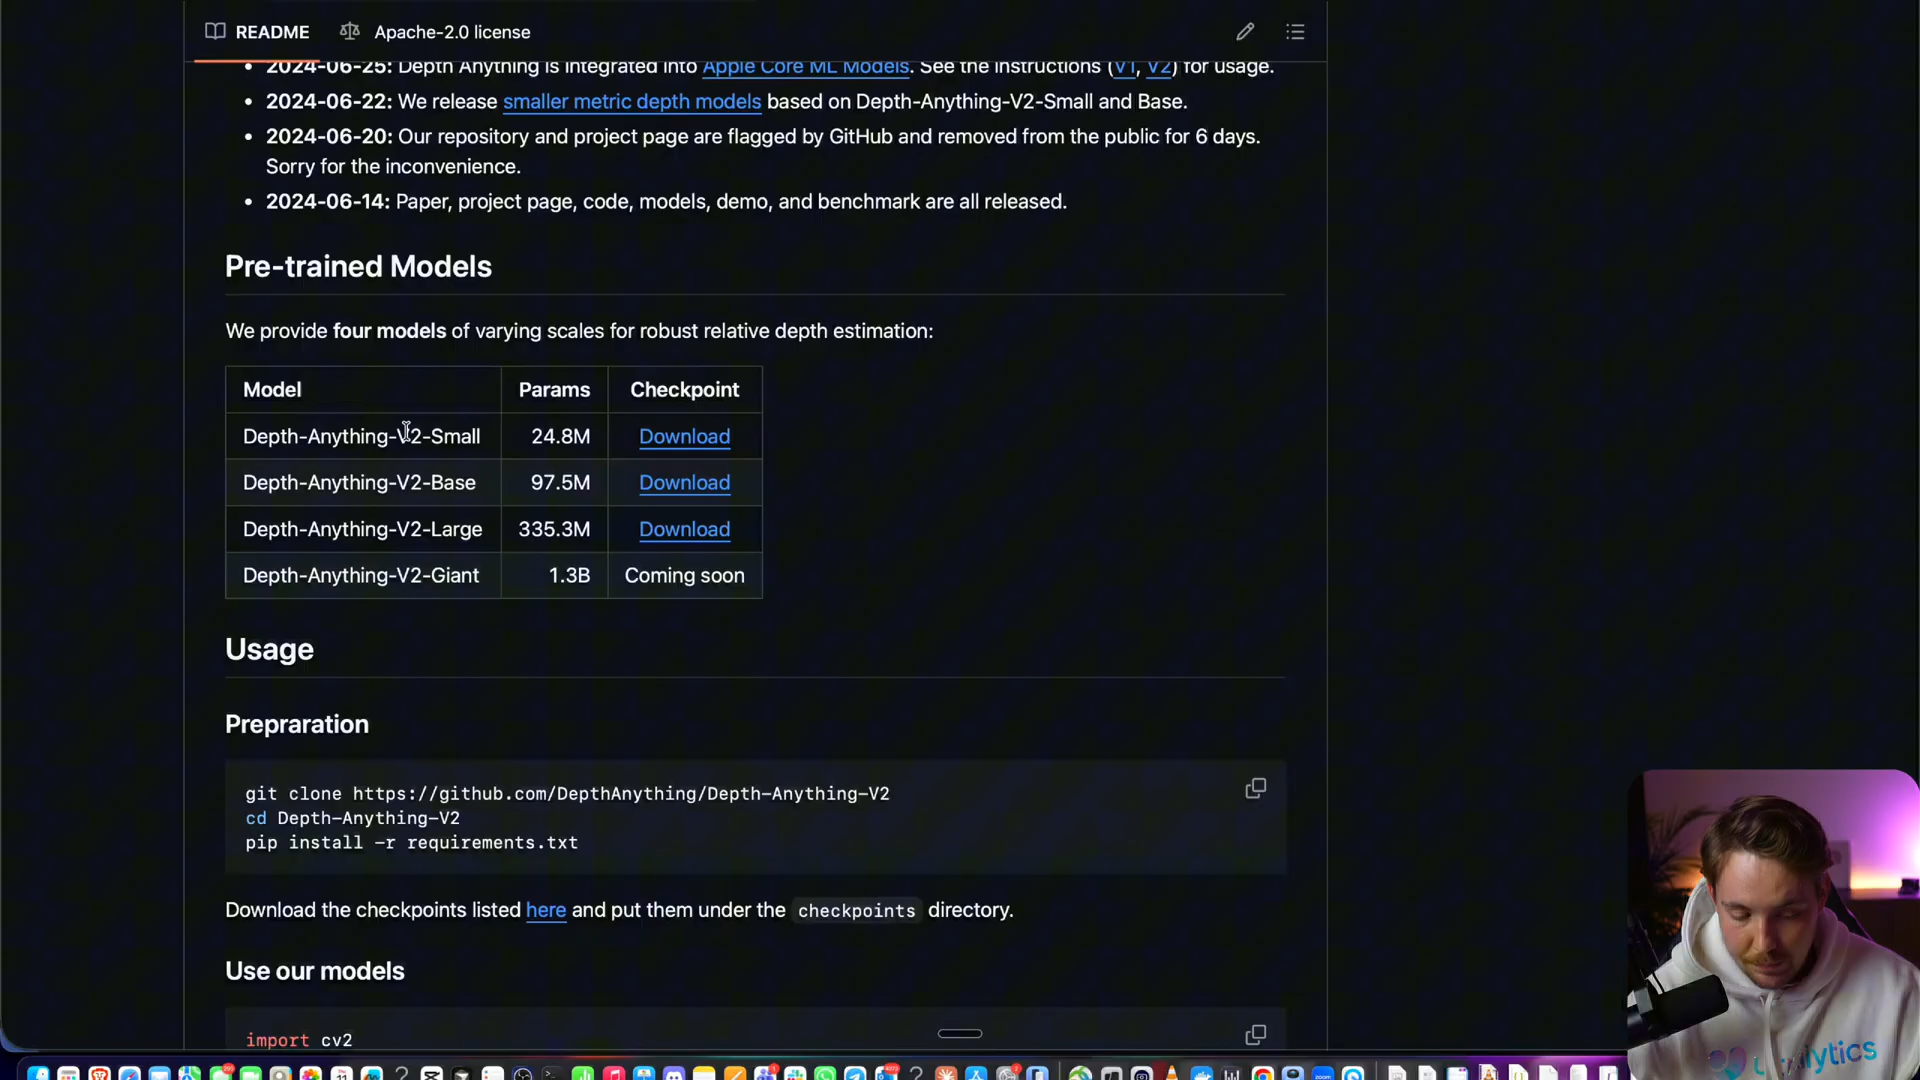 README
Apache-2.0 license
2024-06-25: Depth Anything is integrated into Apple Core ML Models. See the instructions (V1, V2) for usage.
2024-06-22: We release smaller metric depth models based on Depth-Anything-V2-Small and Base.
2024-06-20: Our repository and project page are flagged by GitHub and removed from the public for 6 days.
Sorry for the inconvenience.
2024-06-14: Paper, project page, code, models, demo, and benchmark are all released.
Pre-trained Models
We provide four models of varying scales for robust relative depth estimation:
Model Params Checkpoint
Depth-Anything-V2-Small 24.8M Download
Depth-Anything-V2-Base 97.5M Download
Depth-Anything-V2-Large 335.3M Download
Depth-Anything-V2-Giant 1.3B Coming soon
Usage
Prepraration
git clone https://github.com/DepthAnything/Depth-Anything-V2
cd Depth-Anything-V2
pip install -r requirements.txt
Download the checkpoints listed here and put them under the checkpoints directory.
Use our models
import cv2